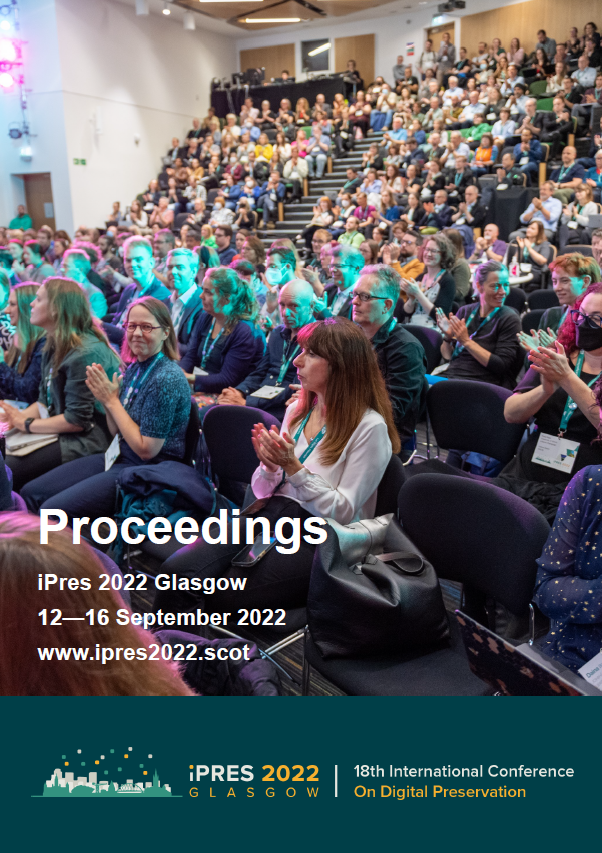 Proceedings
iPres 2022 Glasgow
12—16 September 2022
www.ipres2022.scot
iPRES 2022
GLASGOW
18th International Conference
On Digital Preservation